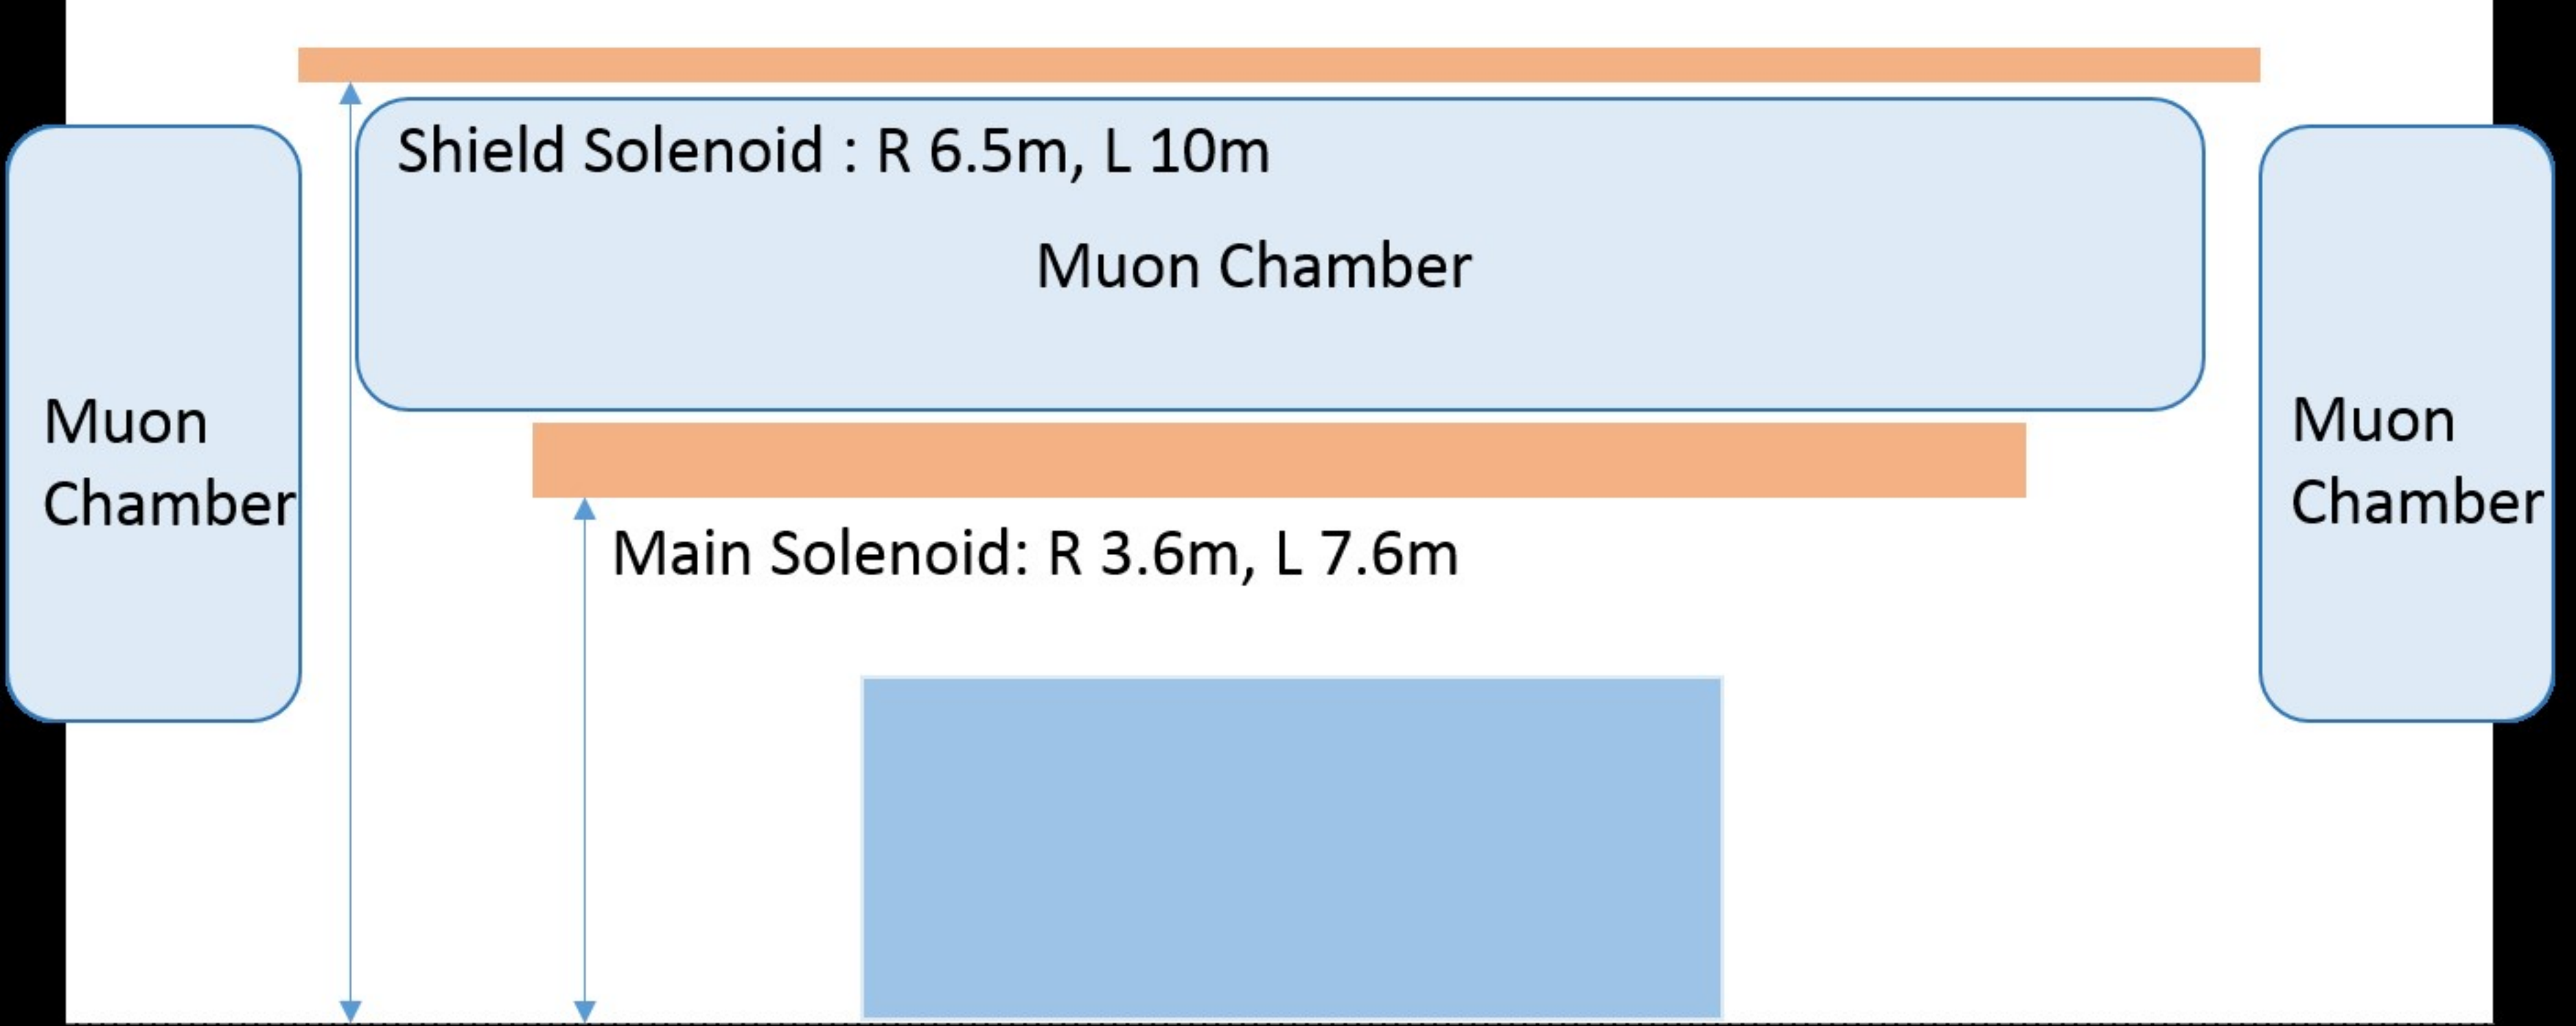 Shield Solenoid : R 6.5m, L 10m
Muon Chamber
Muon
Chamber
Muon
Chamber
Main Solenoid: R 3.6m, L 7.6m